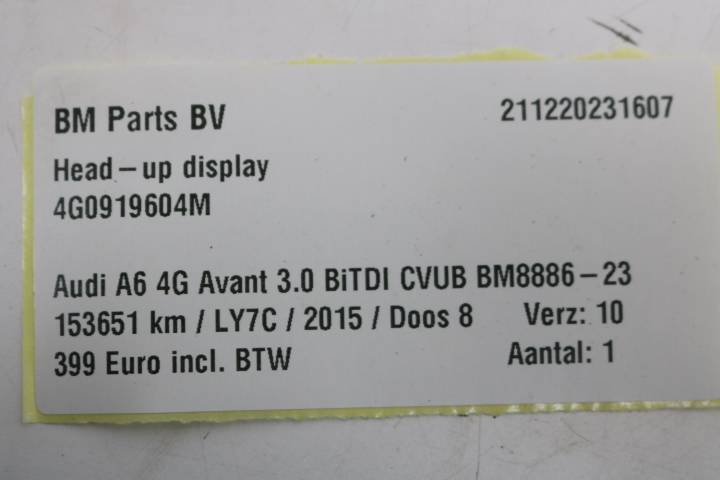 BM Parts BV 211220231607
Head-up display
4G0919604M
Audi A6 4G Avant 3.0 BiTDI CVUB BM8886-23
153651 km / LY7C / 2015 / Doos 8 Verz: 10
399 Euro incl. BTW Aantal: 1